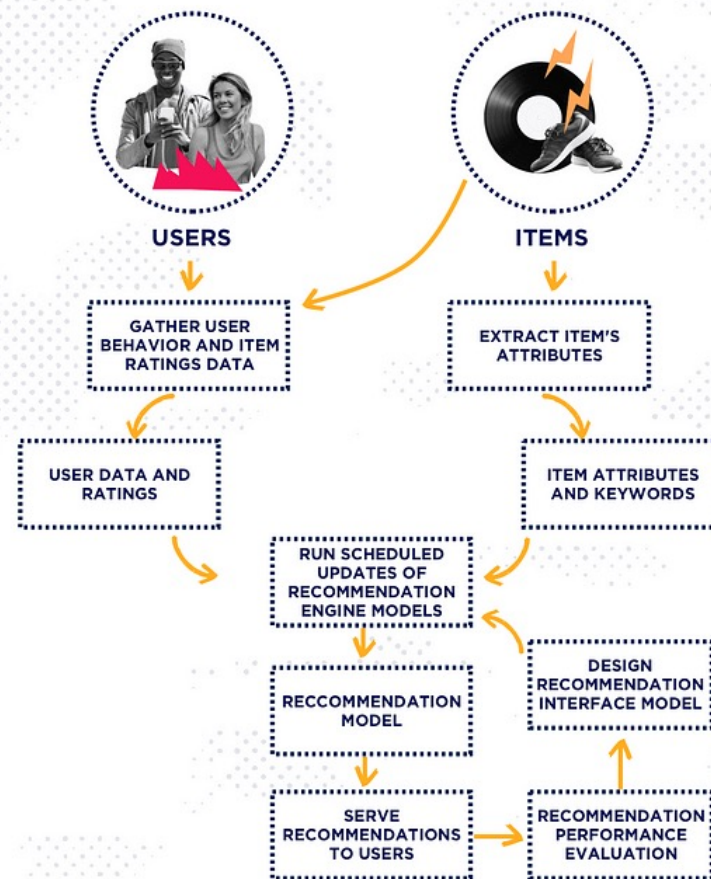 USERS
ITEMS
GATHER USER
BEHAVIOR AND ITEM
RATINGS DATA
EXTRACT ITEM'S
ATTRIBUTES
USER DATA AND
RATINGS
ITEM ATTRIBUTES
AND KEYWORDS
RUN SCHEDULED
UPDATES OF
RECOMMENDATION
ENGINE MODELS
DESIGN
RECOMMENDATION
INTERFACE MODEL
RECCOMMENDATION
MODEL
SERVE
RECOMMENDATIONS
TO USERS
RECOMMENDATION
PERFORMANCE
EVALUATION